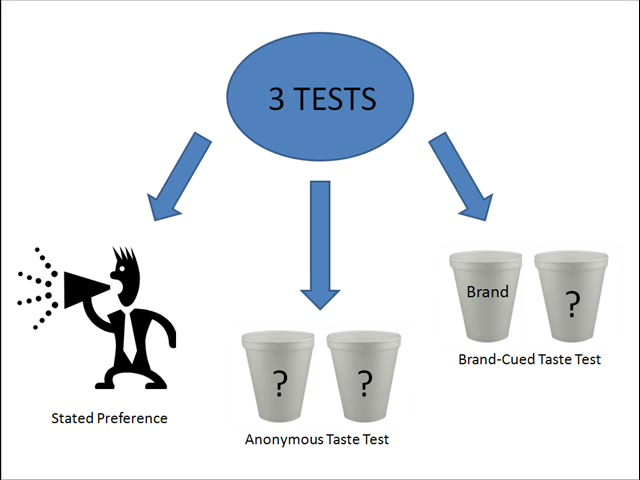 3 TESTS
Brand
?
Brand-Cued Taste Test
?
?
Stated Preference
Anonymous Taste Test